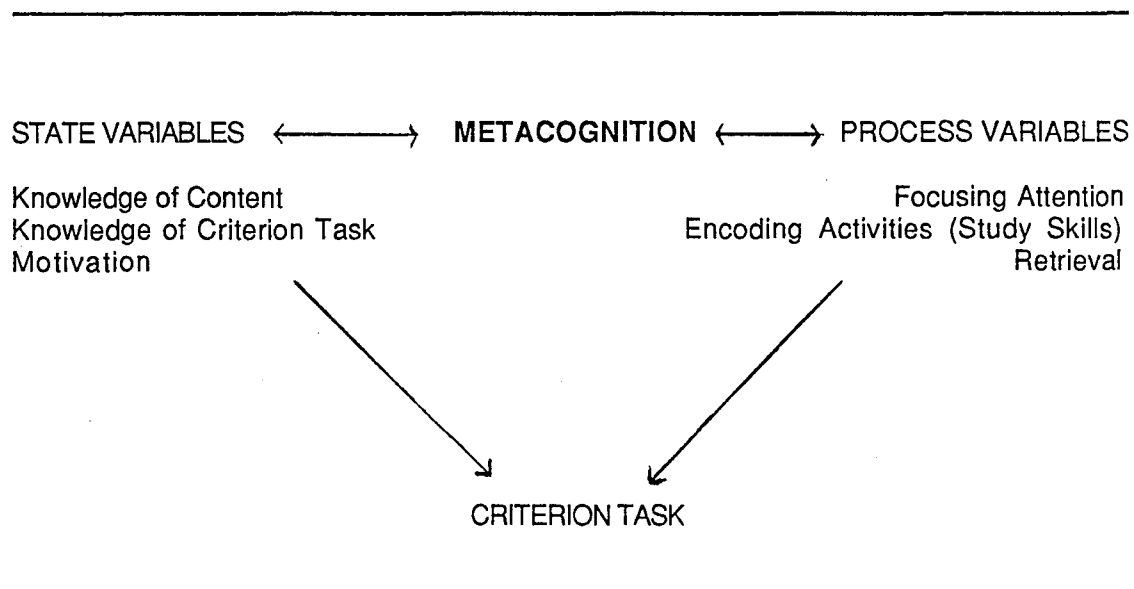 STATE VARIABLES METACOGNITION PROCESS VARIABLES
Knowledge of Content
Knowledge of Criterion Task
Motivation
Focusing Attention
Encoding Activities (Study Skills)
Retrieval
CRITERION TASK